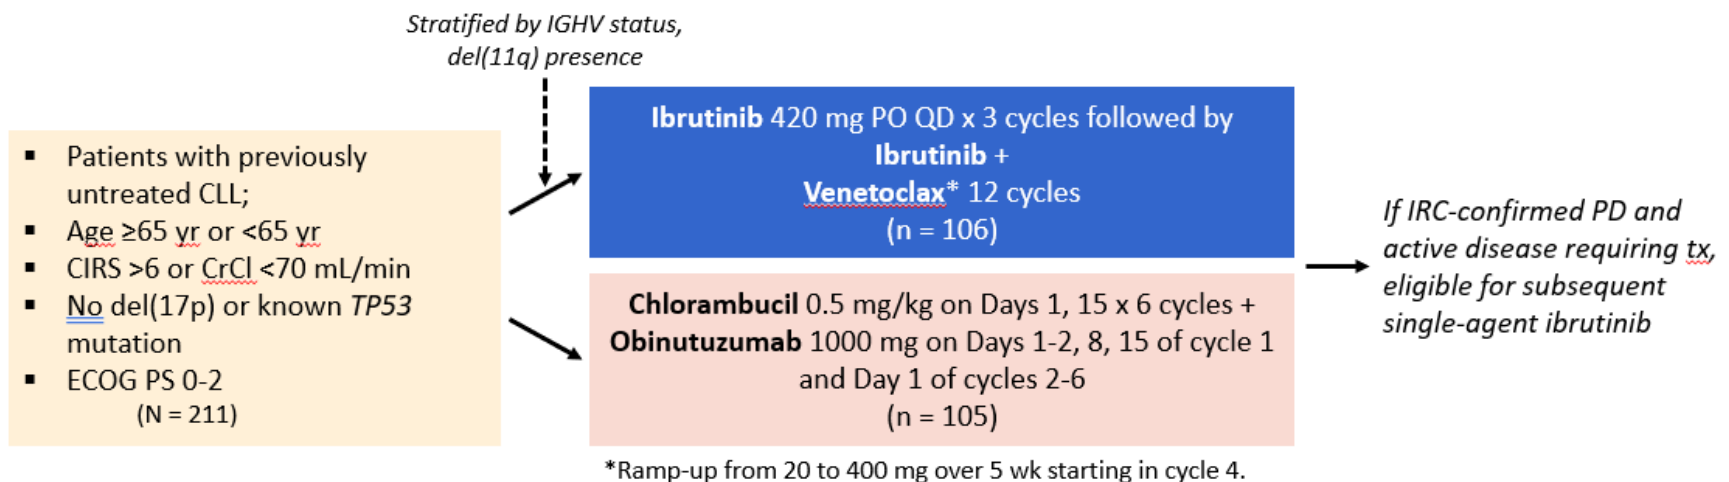 Stratified by IGHV status,
del(11q) presence
▪ Patients with previously
untreated CLL;
▪ Age ≥65 yr or <65 yr
▪ CIRS >6 or CrCl <70 mL/min
▪ No del(17p) or known TP53
mutation
▪ ECOG PS 0-2
(N = 211)
Ibrutinib 420 mg PO QD x 3 cycles followed by
Ibrutinib +
Venetoclax* 12 cycles
(n = 106)
Chlorambucil 0.5 mg/kg on Days 1, 15 x 6 cycles +
Obinutuzumab 1000 mg on Days 1-2, 8, 15 of cycle 1
and Day 1 of cycles 2-6
(n = 105)
If IRC-confirmed PD and
active disease requiring tx,
eligible for subsequent
single-agent ibrutinib
*Ramp-up from 20 to 400 mg over 5 wk starting in cycle 4.